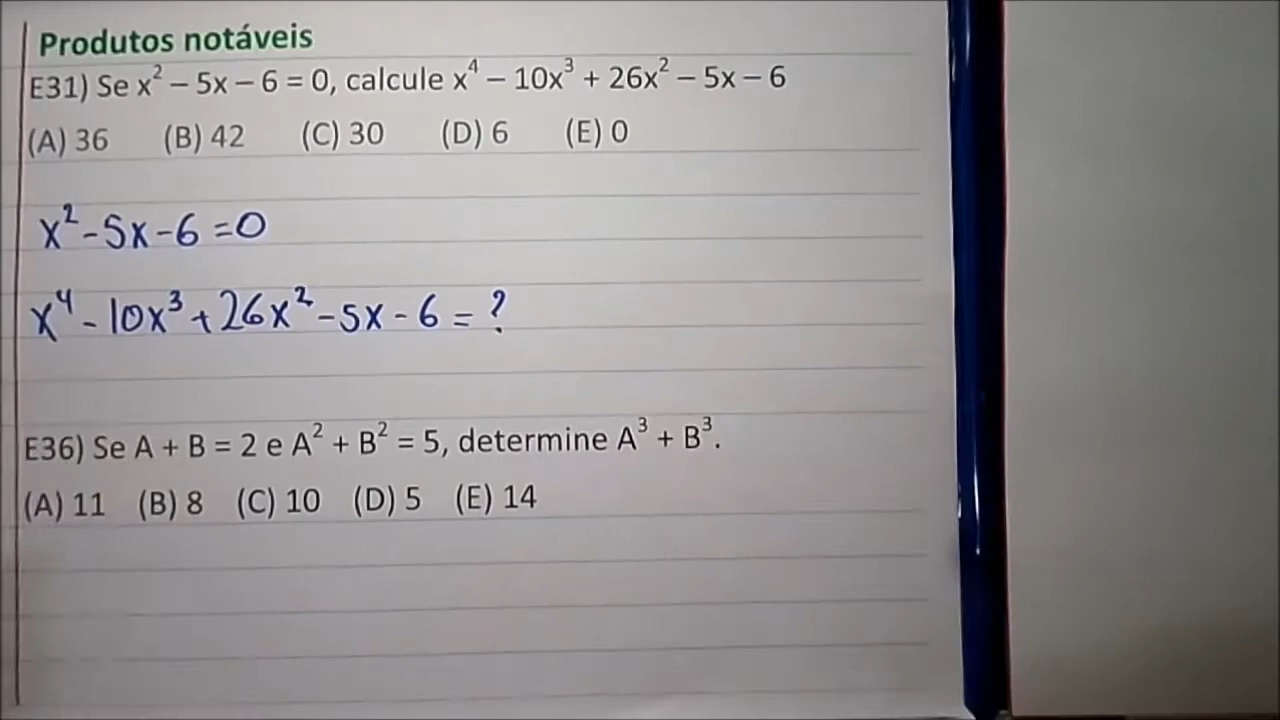 Produtos notáveis
E31) Se x² – 5x – 6 = 0, calcule x⁴ – 10x³ + 26x² – 5x – 6
(A) 36 (B) 42 (C) 30 (D) 6 (E) 0
x² - 5x - 6 = 0
x⁴ - 10x³ + 26x² - 5x - 6 = ?
E36) Se A + B = 2 e A² + B² = 5, determine A³ + B³.
(A) 11 (B) 8 (C) 10 (D) 5 (E) 14